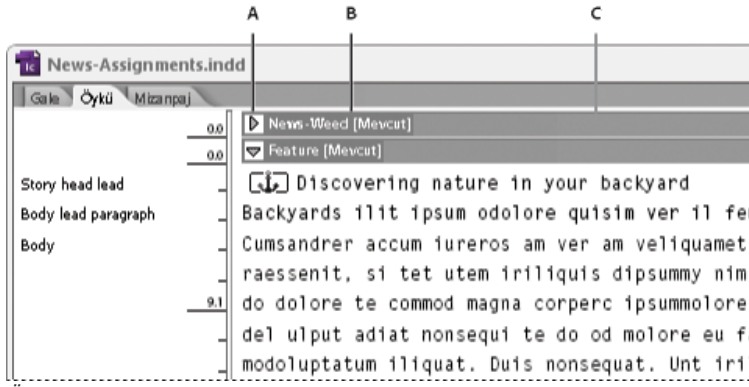 A B C
News-Assignments.indd
Gale Öykü Mizanpaj
0.0 News-Weed [Mevcut]
0.0 Feature [Mevcut]
Story head lead Discovering nature in your backyard
Body lead paragraph Backyards ilit ipsum odolore quisim ver il fe
Body Cumsandrer accum iureros am ver am veliquamet
raessenit, si tet utem iriliquis dipsummy nim
9.1 do dolore te commod magna corperc ipsummolore
del ulput adiat nonsequi te do od molore eu f
modoluptatum iliquat. Duis nonsequat. Unt iri